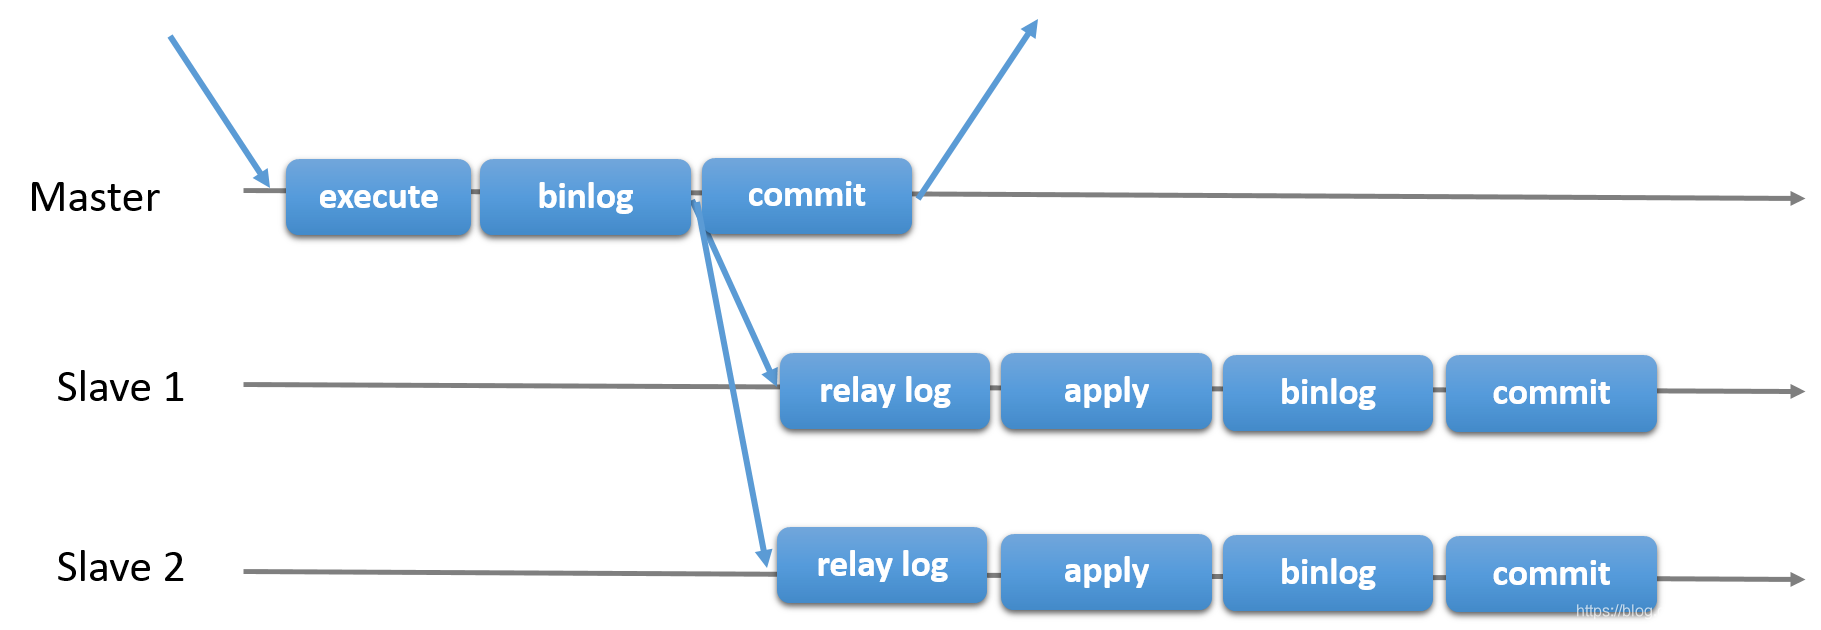 Master execute binlog commit
Slave 1 relay log apply binlog commit
Slave 2 relay log apply binlog commit
https://blog